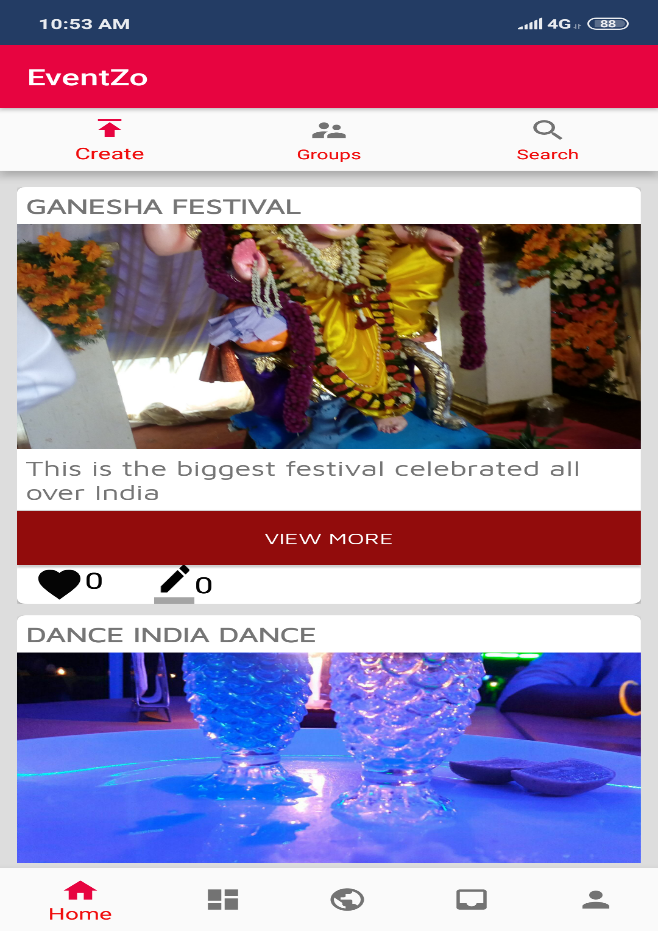 10:53 AM
4G
88
EventZo
Create
Groups
Search
GANESHA FESTIVAL
This is the biggest festival celebrated all
over India
VIEW MORE
0
0
DANCE INDIA DANCE
Home